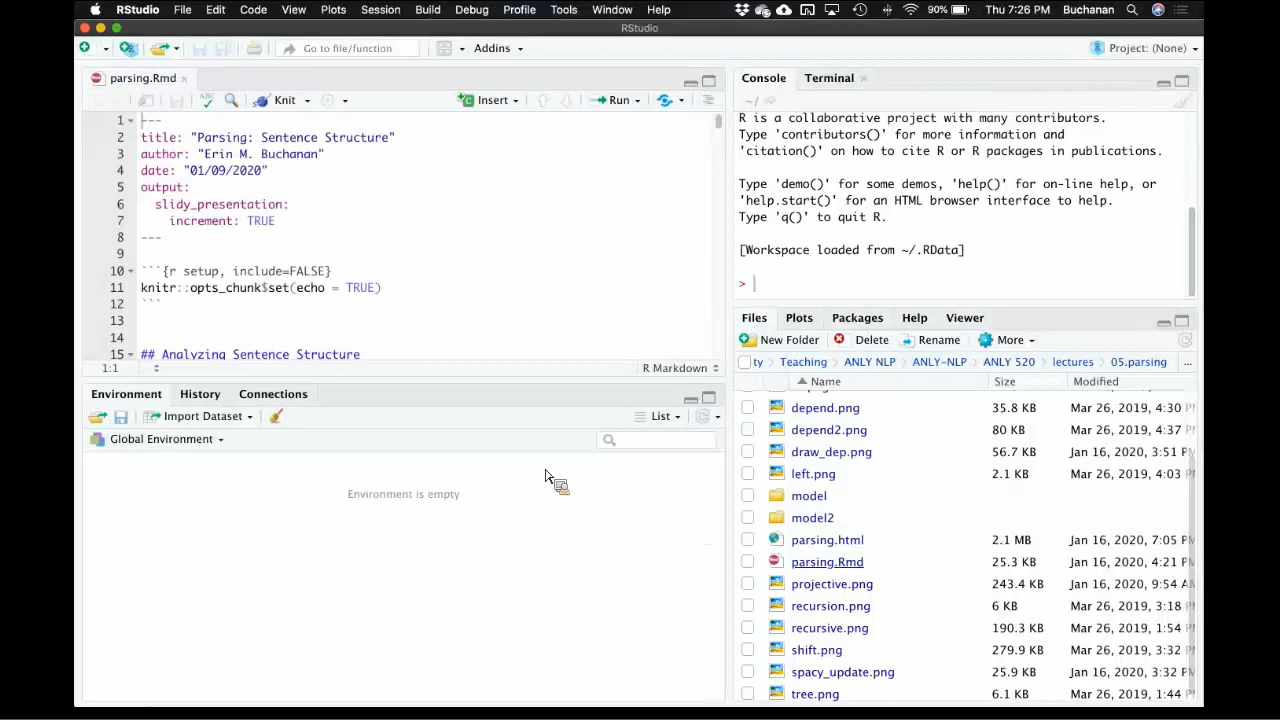 RStudio File Edit Code View Plots Session Build Debug Profile Tools Window Help 90% Thu 7:26 PM Buchanan
RStudio
Go to file/function Addins Project: (None)
parsing.Rmd
ABC Knit Insert Run
1 ---
2 title: "Parsing: Sentence Structure"
3 author: "Erin M. Buchanan"
4 date: "01/09/2020"
5 output:
6 slidy_presentation:
7 increment: TRUE
8 ---
9
10 ```{r setup, include=FALSE}
11 knitr::opts_chunk$set(echo = TRUE)
12 ```
13
14
15 ## Analyzing Sentence Structure
1:1 R Markdown
Environment History Connections
Import Dataset List
Global Environment
Environment is empty
Console Terminal
~/
R is a collaborative project with many contributors.
Type 'contributors()' for more information and
'citation()' on how to cite R or R packages in publications.
Type 'demo()' for some demos, 'help()' for on-line help, or
'help.start()' for an HTML browser interface to help.
Type 'q()' to quit R.
[Workspace loaded from ~/.RData]
>
Files Plots Packages Help Viewer
New Folder Delete Rename More
ty Teaching ANLY NLP ANLY-NLP ANLY 520 lectures 05.parsing ...
Name Size Modified
depend.png 35.8 KB Mar 26, 2019, 4:30 P
depend2.png 80 KB Mar 26, 2019, 4:37 P
draw_dep.png 56.7 KB Jan 16, 2020, 3:51 P
left.png 2.1 KB Mar 26, 2019, 4:03 P
model
model2
parsing.html 2.1 MB Jan 16, 2020, 7:05 P
parsing.Rmd 25.3 KB Jan 16, 2020, 4:21 P
projective.png 243.4 KB Jan 16, 2020, 9:54 A
recursion.png 6 KB Mar 26, 2019, 3:18 P
recursive.png 190.3 KB Mar 26, 2019, 1:54 P
shift.png 279.9 KB Mar 26, 2019, 3:32 P
spacy_update.png 25.9 KB Jan 16, 2020, 3:32 P
tree.png 6.1 KB Mar 26, 2019, 1:44 P